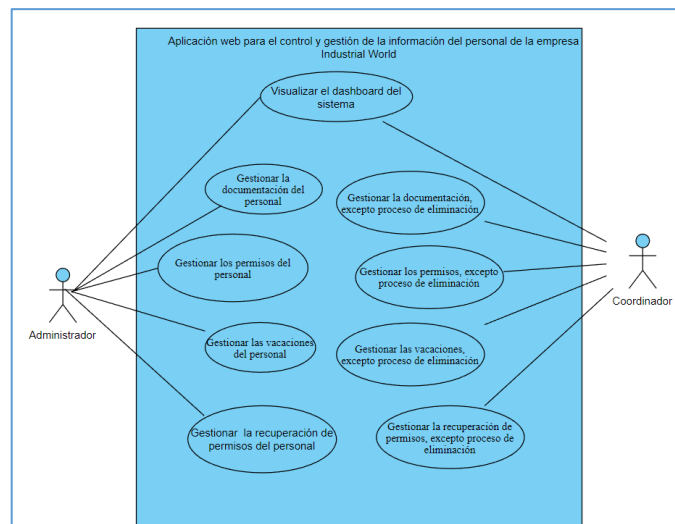 Aplicación web para el control y gestión de la información del personal de la empresa
Industrial World
Visualizar el dashboard del
sistema
Gestionar la
documentación del
personal
Gestionar la documentación,
excepto proceso de eliminación
Gestionar los permisos del
personal
Gestionar los permisos, excepto
proceso de eliminación
Administrador
Coordinador
Gestionar las vacaciones
del personal
Gestionar las vacaciones,
excepto proceso de eliminación
Gestionar la recuperación de
permisos del personal
Gestionar la recuperación de
permisos, excepto proceso de
eliminación